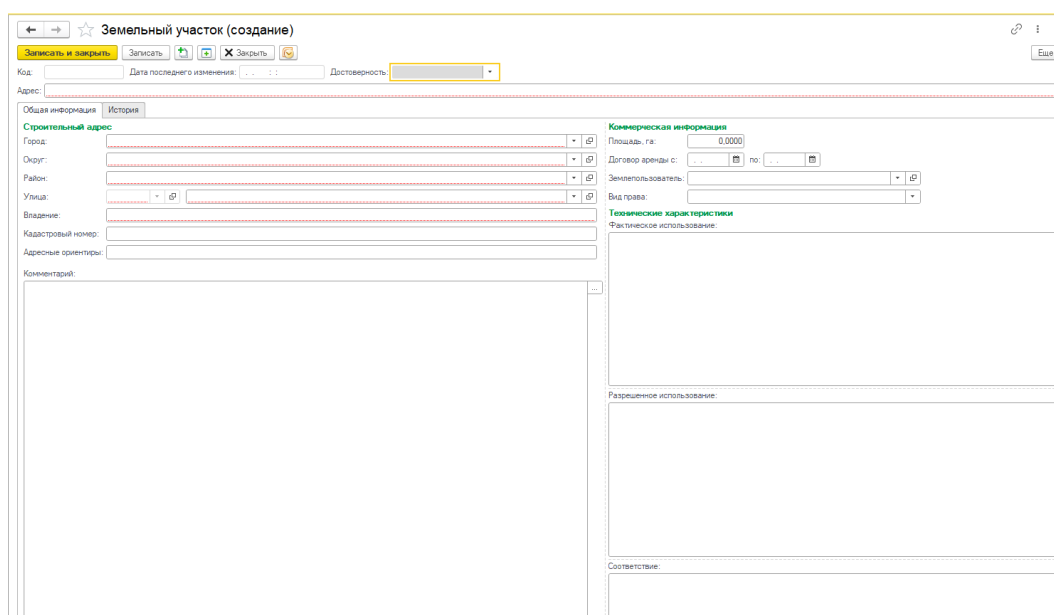 Земельный участок (создание)
Записать и закрыть Записать Закрыть Еще
Код: Дата последнего изменения: . . : : Достоверность:
Адрес:
Общая информация История
Строительный адрес
Город:
Округ:
Район:
Улица:
Владение:
Кадастровый номер:
Адресные ориентиры:
Комментарий:
...
Коммерческая информация
Площадь, га: 0,0000
Договор аренды с: . . по: . .
Землепользователь:
Вид права:
Технические характеристики
Фактическое использование:
Разрешенное использование:
Соответствие: